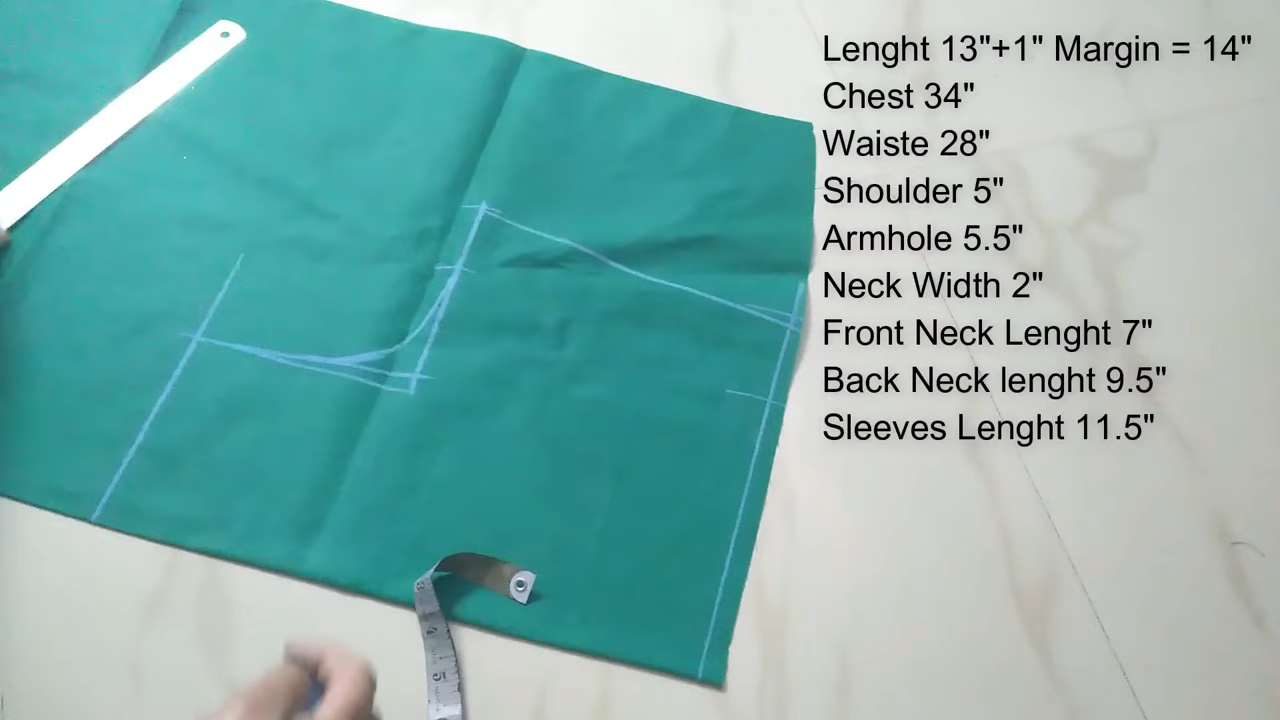 Lenght 13"+1" Margin = 14"
Chest 34"
Waiste 28"
Shoulder 5"
Armhole 5.5"
Neck Width 2"
Front Neck Lenght 7"
Back Neck lenght 9.5"
Sleeves Lenght 11.5"